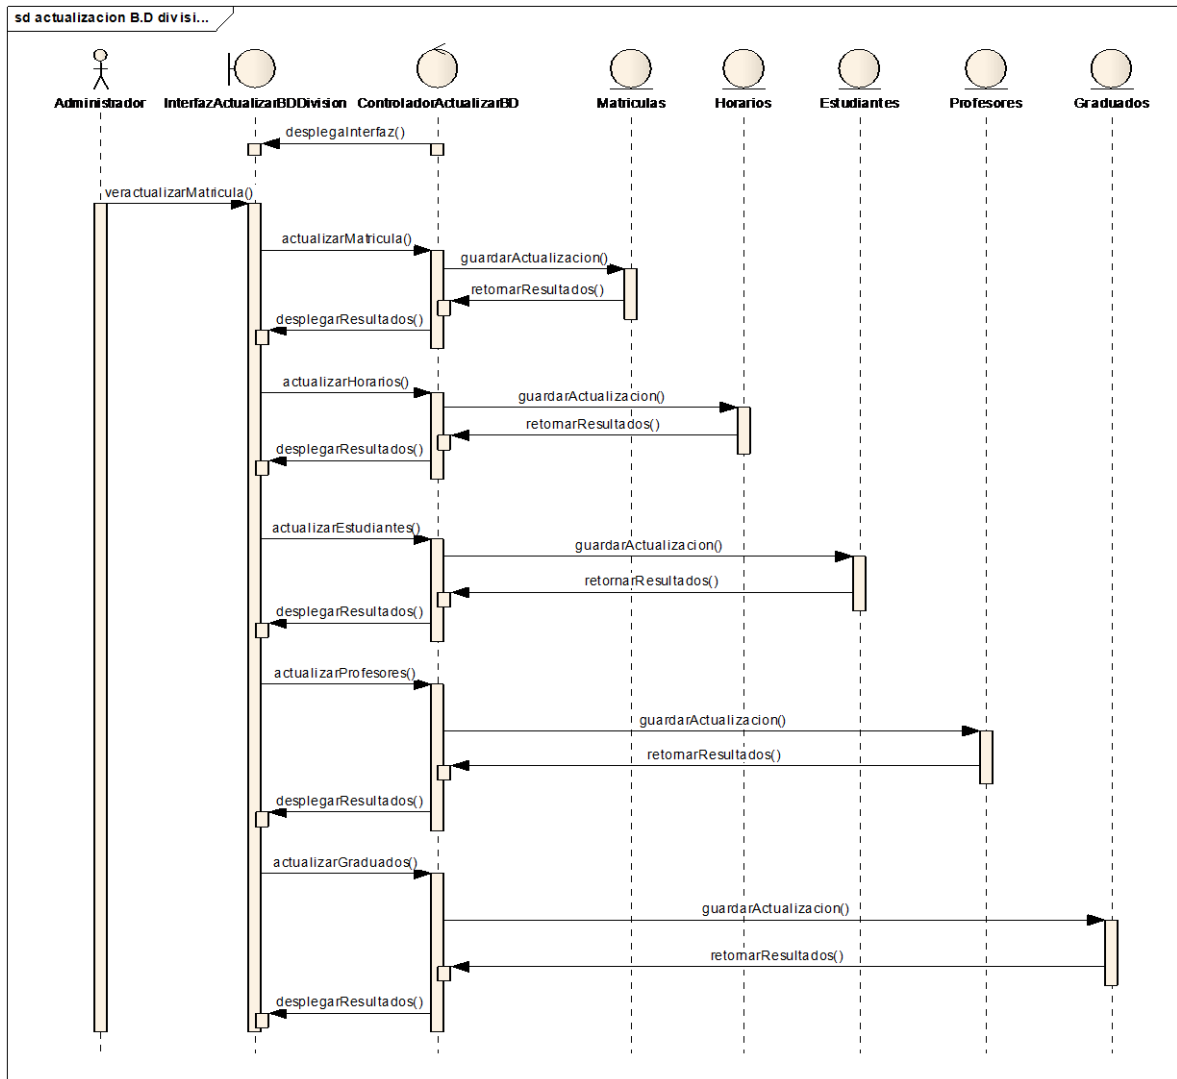 sd actualizacion B.D divisi...
Administrador
InterfazActualizarBDDivision
ControladorActualizarBD
Matriculas
Horarios
Estudiantes
Profesores
Graduados
desplegaInterfaz()
veractualizarMatricula()
actualizarMatricula()
guardarActualizacion()
retornarResultados()
desplegarResultados()
actualizarHorarios()
guardarActualizacion()
retornarResultados()
desplegarResultados()
actualizarEstudiantes()
guardarActualizacion()
retornarResultados()
desplegarResultados()
actualizarProfesores()
guardarActualizacion()
retornarResultados()
desplegarResultados()
actualizarGraduados()
guardarActualizacion()
retornarResultados()
desplegarResultados()